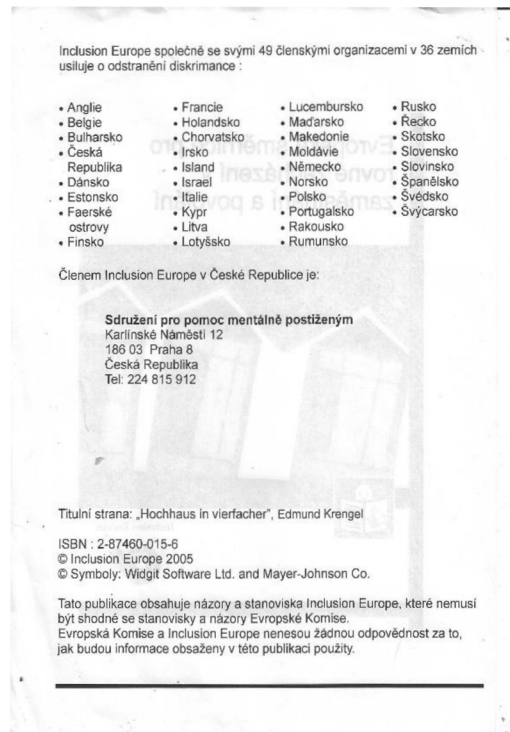 Inclusion Europe společně se svými 49 členskými organizacemi v 36 zemích
usiluje o odstranění diskrimance :
• Anglie
• Belgie
• Bulharsko
• Česká
Republika
• Dánsko
• Estonsko
• Faerské
ostrovy
• Finsko
• Francie
• Holandsko
• Chorvatsko
• Irsko
• Island
• Israel
• Itálie
• Kypr
• Litva
• Lotyšsko
• Lucembursko
• Maďarsko
• Makedonie
• Moldávie
• Německo
• Norsko
• Polsko
• Portugalsko
• Rakousko
• Rumunsko
• Rusko
• Řecko
• Skotsko
• Slovensko
• Slovinsko
• Španělsko
• Švédsko
• Švýcarsko
Členem Inclusion Europe v České Republice je:
Sdružení pro pomoc mentálně postiženým
Karlínské Náměstí 12
186 03 Praha 8
Česká Republika
Tel: 224 815 912
Titulní strana: „Hochhaus in vierfacher", Edmund Krengel
ISBN : 2-87460-015-6
© Inclusion Europe 2005
© Symboly: Widgit Software Ltd. and Mayer-Johnson Co.
Tato publikace obsahuje názory a stanoviska Inclusion Europe, které nemusí
být shodné se stanovisky a názory Evropské Komise.
Evropská Komise a Inclusion Europe nenesou žádnou odpovědnost za to,
jak budou informace obsaženy v této publikaci použity.